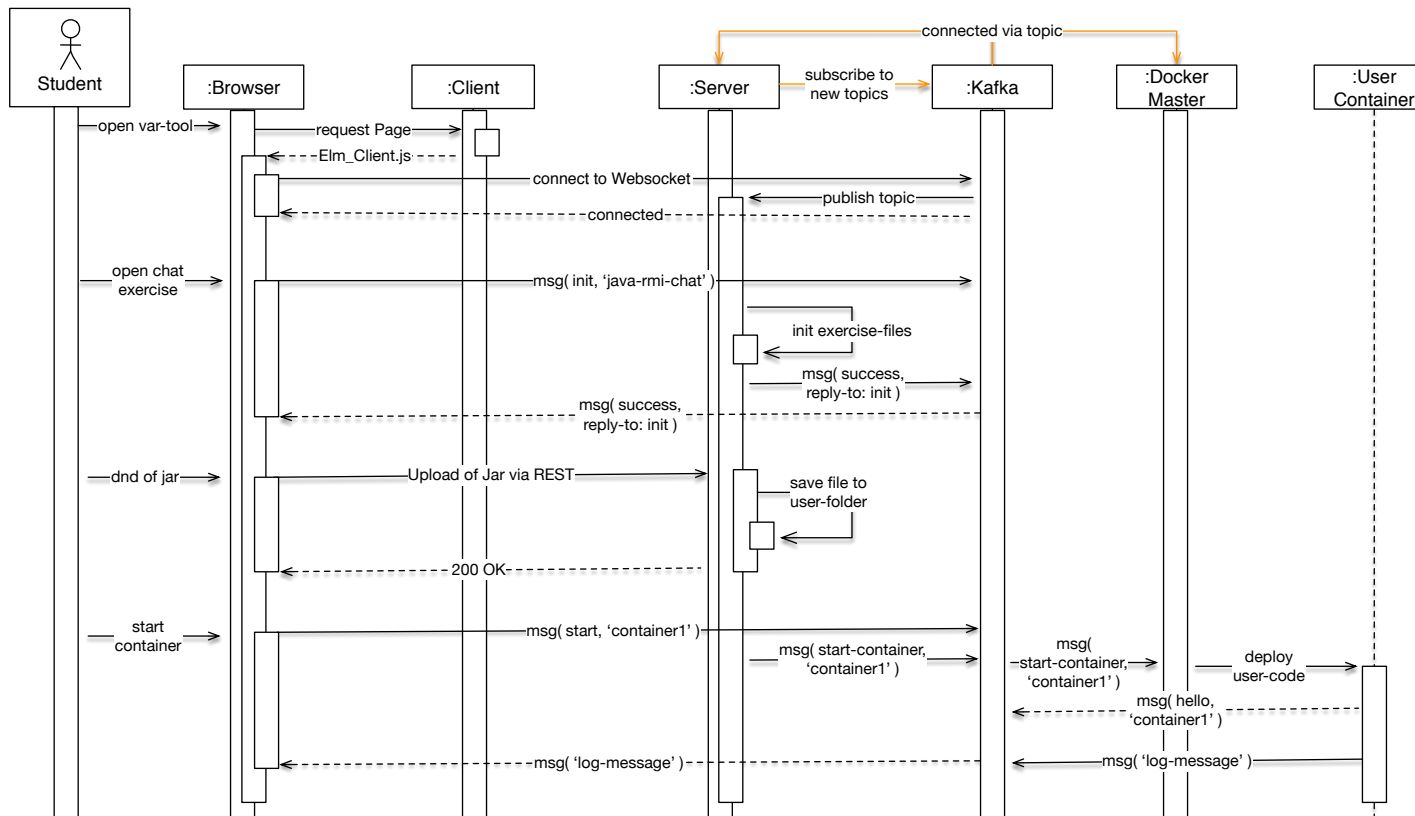 Student
:Browser
:Client
:Server
connected via topic
subscribe to
new topics
:Kafka
:Docker
Master
:User
Container
open var-tool
request Page
Elm_Client.js
connect to Websocket
publish topic
connected
open chat
exercise
msg( init, ‘java-rmi-chat’ )
init exercise-files
msg( success,
reply-to: init )
msg( success,
reply-to: init )
dnd of jar
Upload of Jar via REST
save file to
user-folder
200 OK
start
container
msg( start, ‘container1’ )
msg( start-container,
‘container1’ )
msg(
start-container,
‘container1’ )
deploy
user-code
msg( hello,
‘container1’ )
msg( ‘log-message’ )
msg( ‘log-message’ )